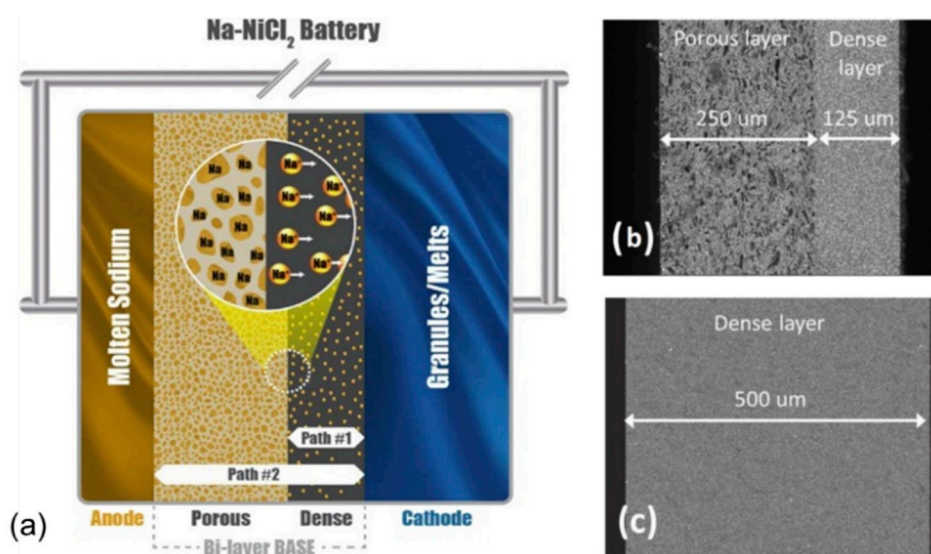 Na-NiCl2 Battery
Molten Sodium
Granules/Melts
Na
Na
Na
Na
Na
Na
Na
Na
Na
Na
Na
Na
Na+
Na+
Na+
Na+
Na+
Na+
Path #1
Path #2
Anode
Porous
Dense
Cathode
Bi-layer BASE
(a)
Porous layer
Dense
layer
250 um
125 um
(b)
Dense layer
500 um
(c)